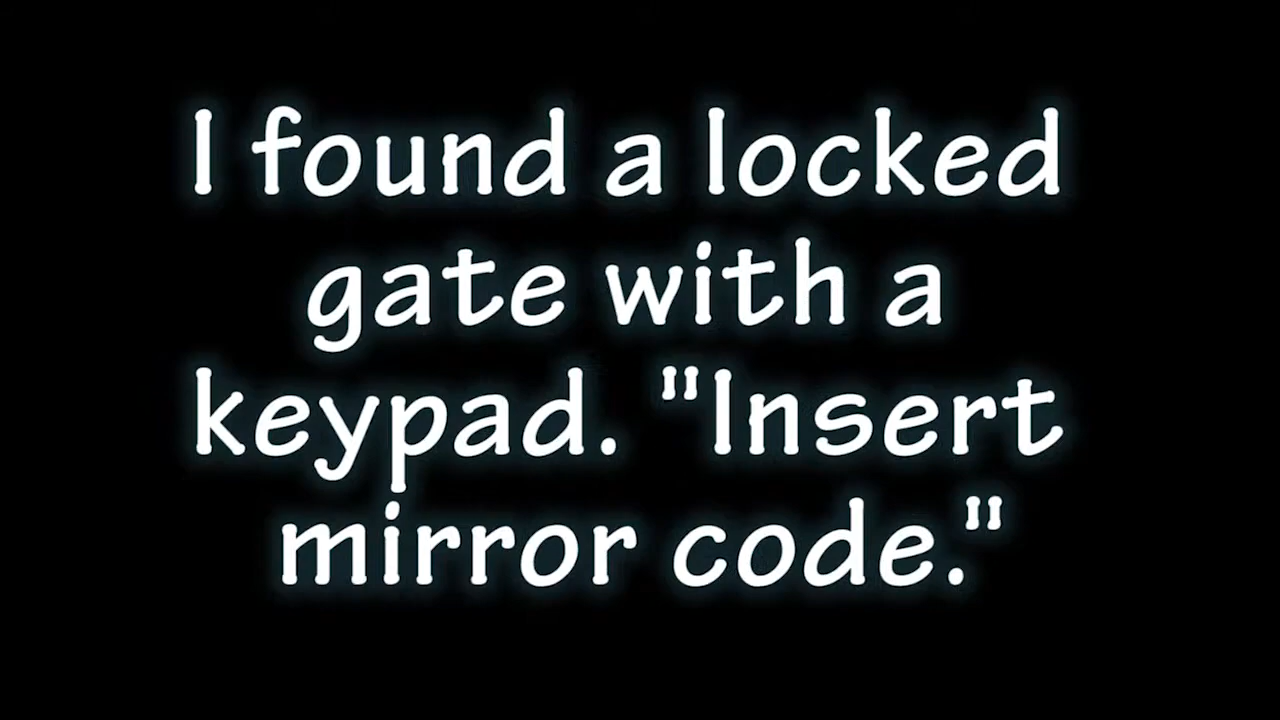 I found a locked
gate with a
keypad. "Insert
mirror code."